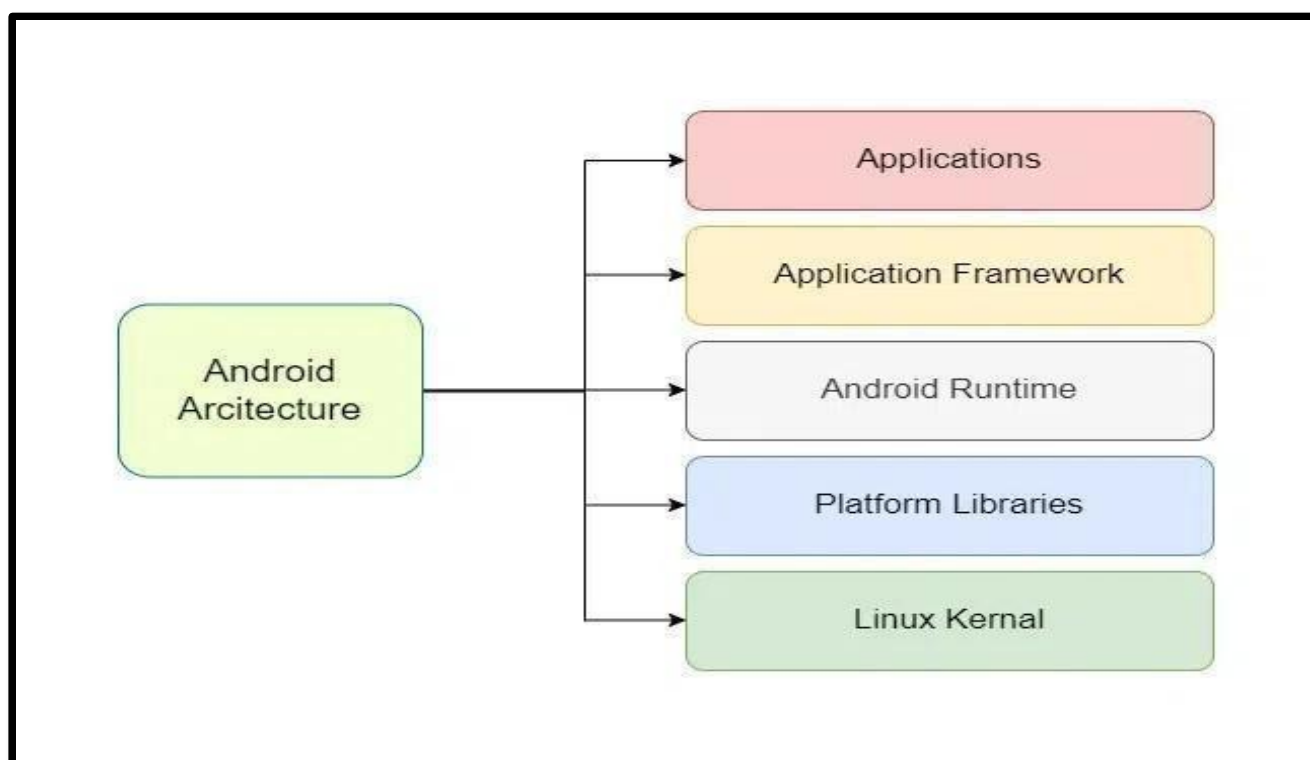 Applications
Application Framework
Android
Arcitecture
Android Runtime
Platform Libraries
Linux Kernal